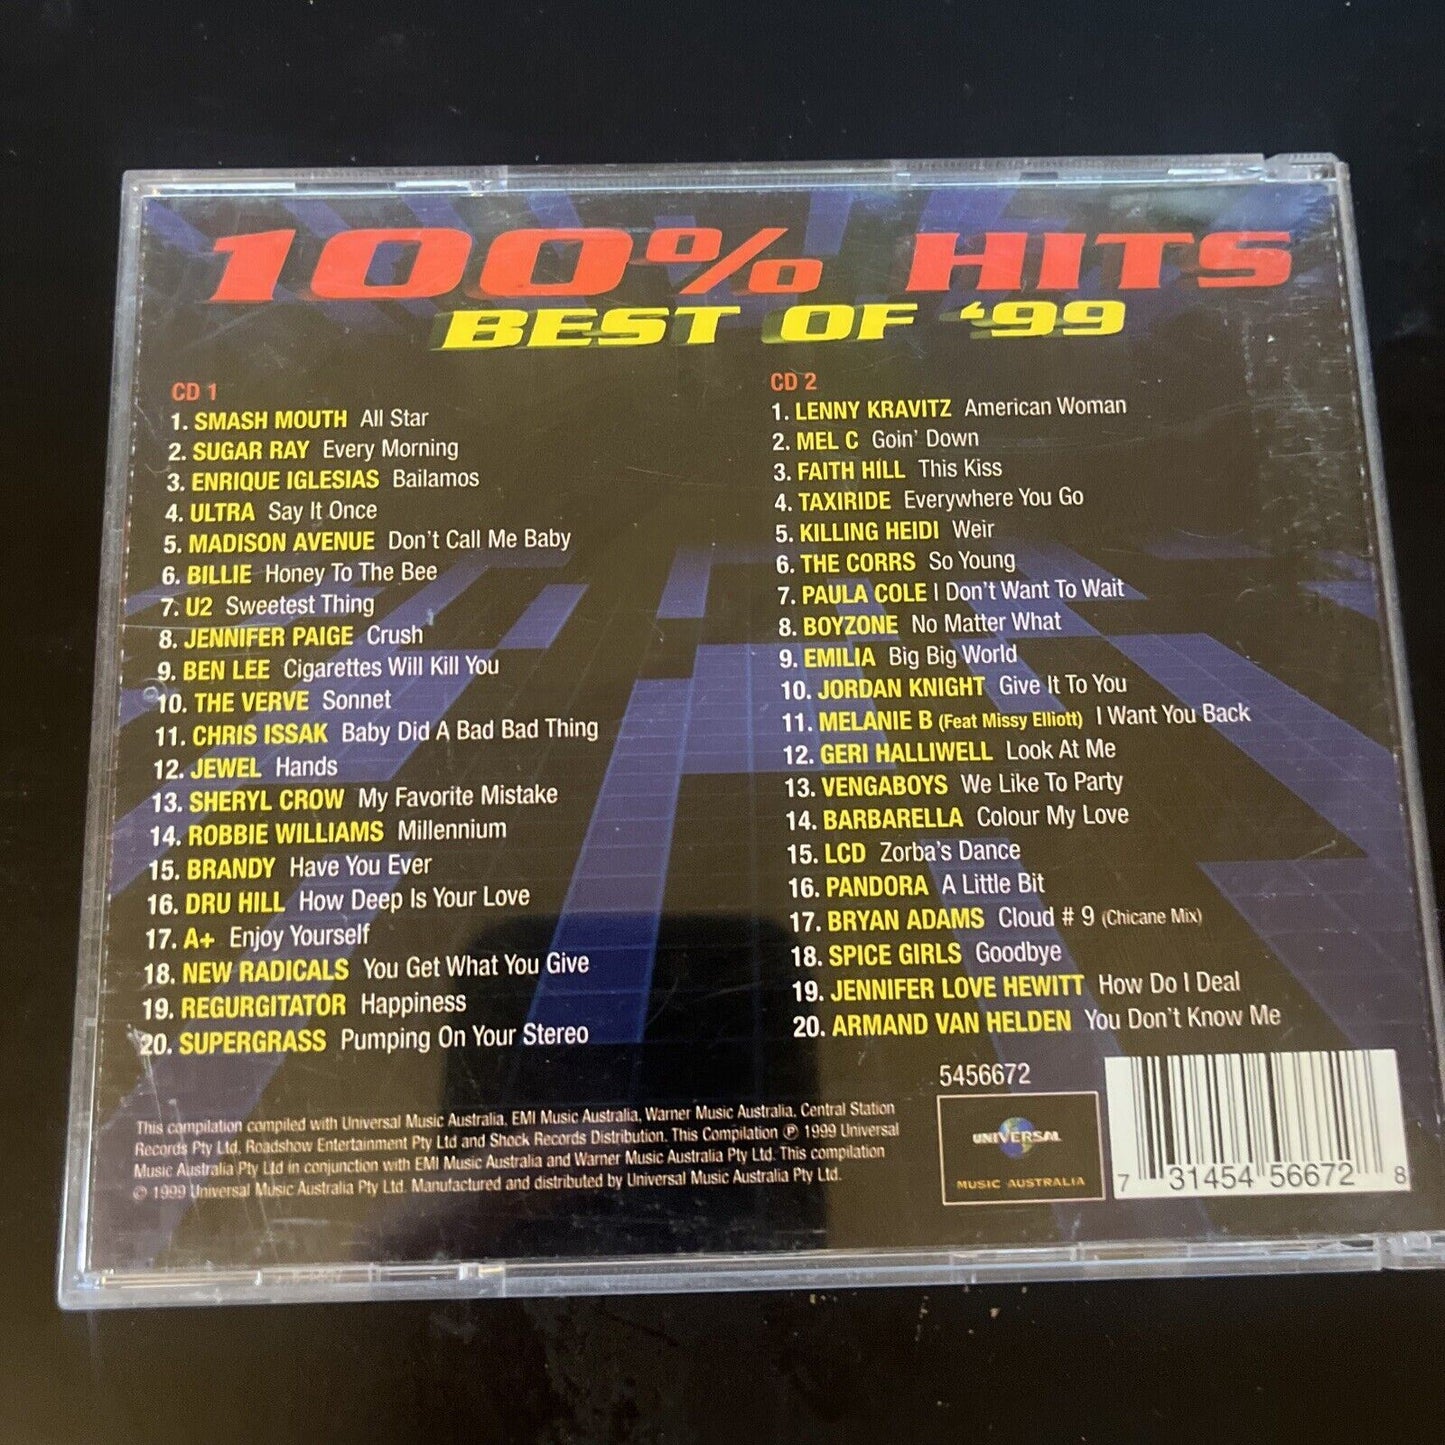 100% HITS
BEST OF '99
CD 1
1. SMASH MOUTH All Star
2. SUGAR RAY Every Morning
3. ENRIQUE IGLESIAS Bailamos
4. ULTRA Say It Once
5. MADISON AVENUE Don't Call Me Baby
6. BILLIE Honey To The Bee
7. U2 Sweetest Thing
8. JENNIFER PAIGE Crush
9. BEN LEE Cigarettes Will Kill You
10. THE VERVE Sonnet
11. CHRIS ISSAK Baby Did A Bad Bad Thing
12. JEWEL Hands
13. SHERYL CROW My Favorite Mistake
14. ROBBIE WILLIAMS Millennium
15. BRANDY Have You Ever
16. DRU HILL How Deep Is Your Love
17. A+ Enjoy Yourself
18. NEW RADICALS You Get What You Give
19. REGURGITATOR Happiness
20. SUPERGRASS Pumping On Your Stereo
CD 2
1. LENNY KRAVITZ American Woman
2. MEL C Goin' Down
3. FAITH HILL This Kiss
4. TAXIRIDE Everywhere You Go
5. KILLING HEIDI Weir
6. THE CORRS So Young
7. PAULA COLE I Don't Want To Wait
8. BOYZONE No Matter What
9. EMILIA Big Big World
10. JORDAN KNIGHT Give It To You
11. MELANIE B (Feat Missy Elliott) I Want You Back
12. GERI HALLIWELL Look At Me
13. VENGABOYS We Like To Party
14. BARBARELLA Colour My Love
15. LCD Zorba's Dance
16. PANDORA A Little Bit
17. BRYAN ADAMS Cloud # 9 (Chicane Mix)
18. SPICE GIRLS Goodbye
19. JENNIFER LOVE HEWITT How Do I Deal
20. ARMAND VAN HELDEN You Don't Know Me
This compilation compiled with Universal Music Australia, EMI Music Australia, Warner Music Australia, Central Station
Records Pty Ltd, Roadshow Entertainment Pty Ltd and Shock Records Distribution. This Compilation ℗ 1999 Universal
Music Australia Pty Ltd in conjunction with EMI Music Australia and Warner Music Australia Pty Ltd. This compilation
© 1999 Universal Music Australia Pty Ltd. Manufactured and distributed by Universal Music Australia Pty Ltd.
5456672
UNIVERSAL
MUSIC AUSTRALIA
7 31454 56672 8